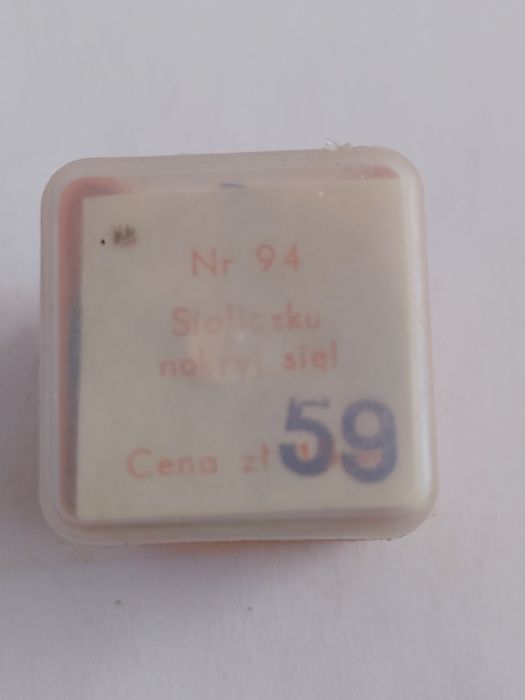 Nr 94
Stoliczku
nakryj się!
Cena zł
59